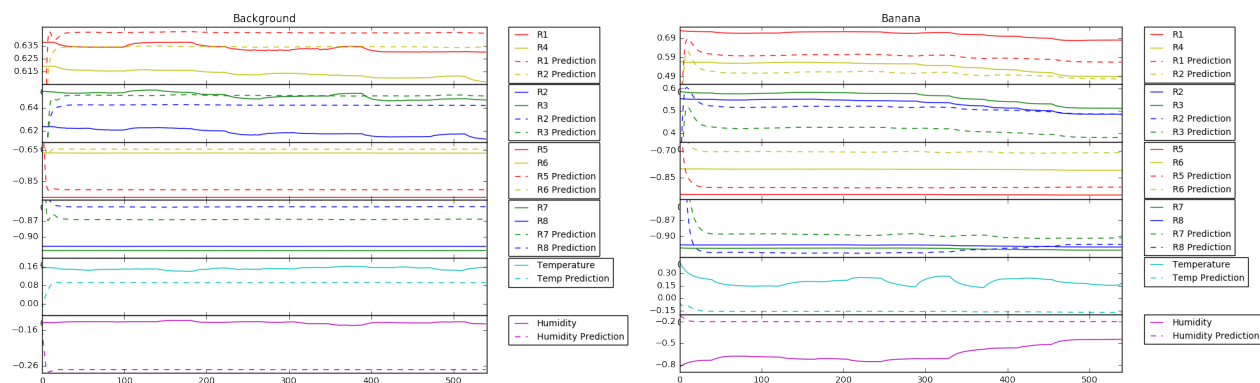 Background
0.635
0.625
0.615
R1
R4
R1 Prediction
R2 Prediction
0.64
0.62
R2
R3
R2 Prediction
R3 Prediction
−0.65
−0.85
R5
R6
R5 Prediction
R6 Prediction
−0.87
−0.90
R7
R8
R7 Prediction
R8 Prediction
0.16
0.08
0.00
Temperature
Temp Prediction
−0.16
−0.26
Humidity
Humidity Prediction
0 100 200 300 400 500
Banana
0.69
0.59
0.49
R1
R4
R1 Prediction
R2 Prediction
0.6
0.5
0.4
R2
R3
R2 Prediction
R3 Prediction
−0.70
−0.85
R5
R6
R5 Prediction
R6 Prediction
−0.87
−0.90
R7
R8
R7 Prediction
R8 Prediction
0.30
0.15
0.00
−0.15
Temperature
Temp Prediction
−0.2
−0.5
−0.8
Humidity
Humidity Prediction
0 100 200 300 400 500